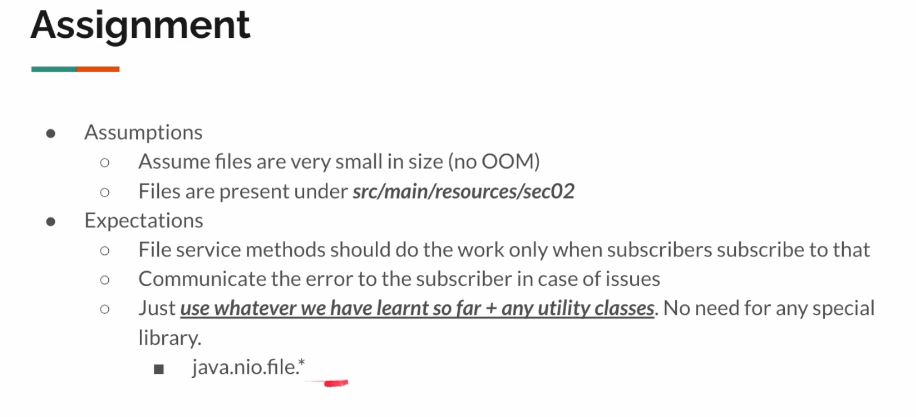 Assignment
● Assumptions
○ Assume files are very small in size (no OOM)
○ Files are present under src/main/resources/sec02
● Expectations
○ File service methods should do the work only when subscribers subscribe to that
○ Communicate the error to the subscriber in case of issues
○ Just use whatever we have learnt so far + any utility classes. No need for any special
library.
■ java.nio.file.*